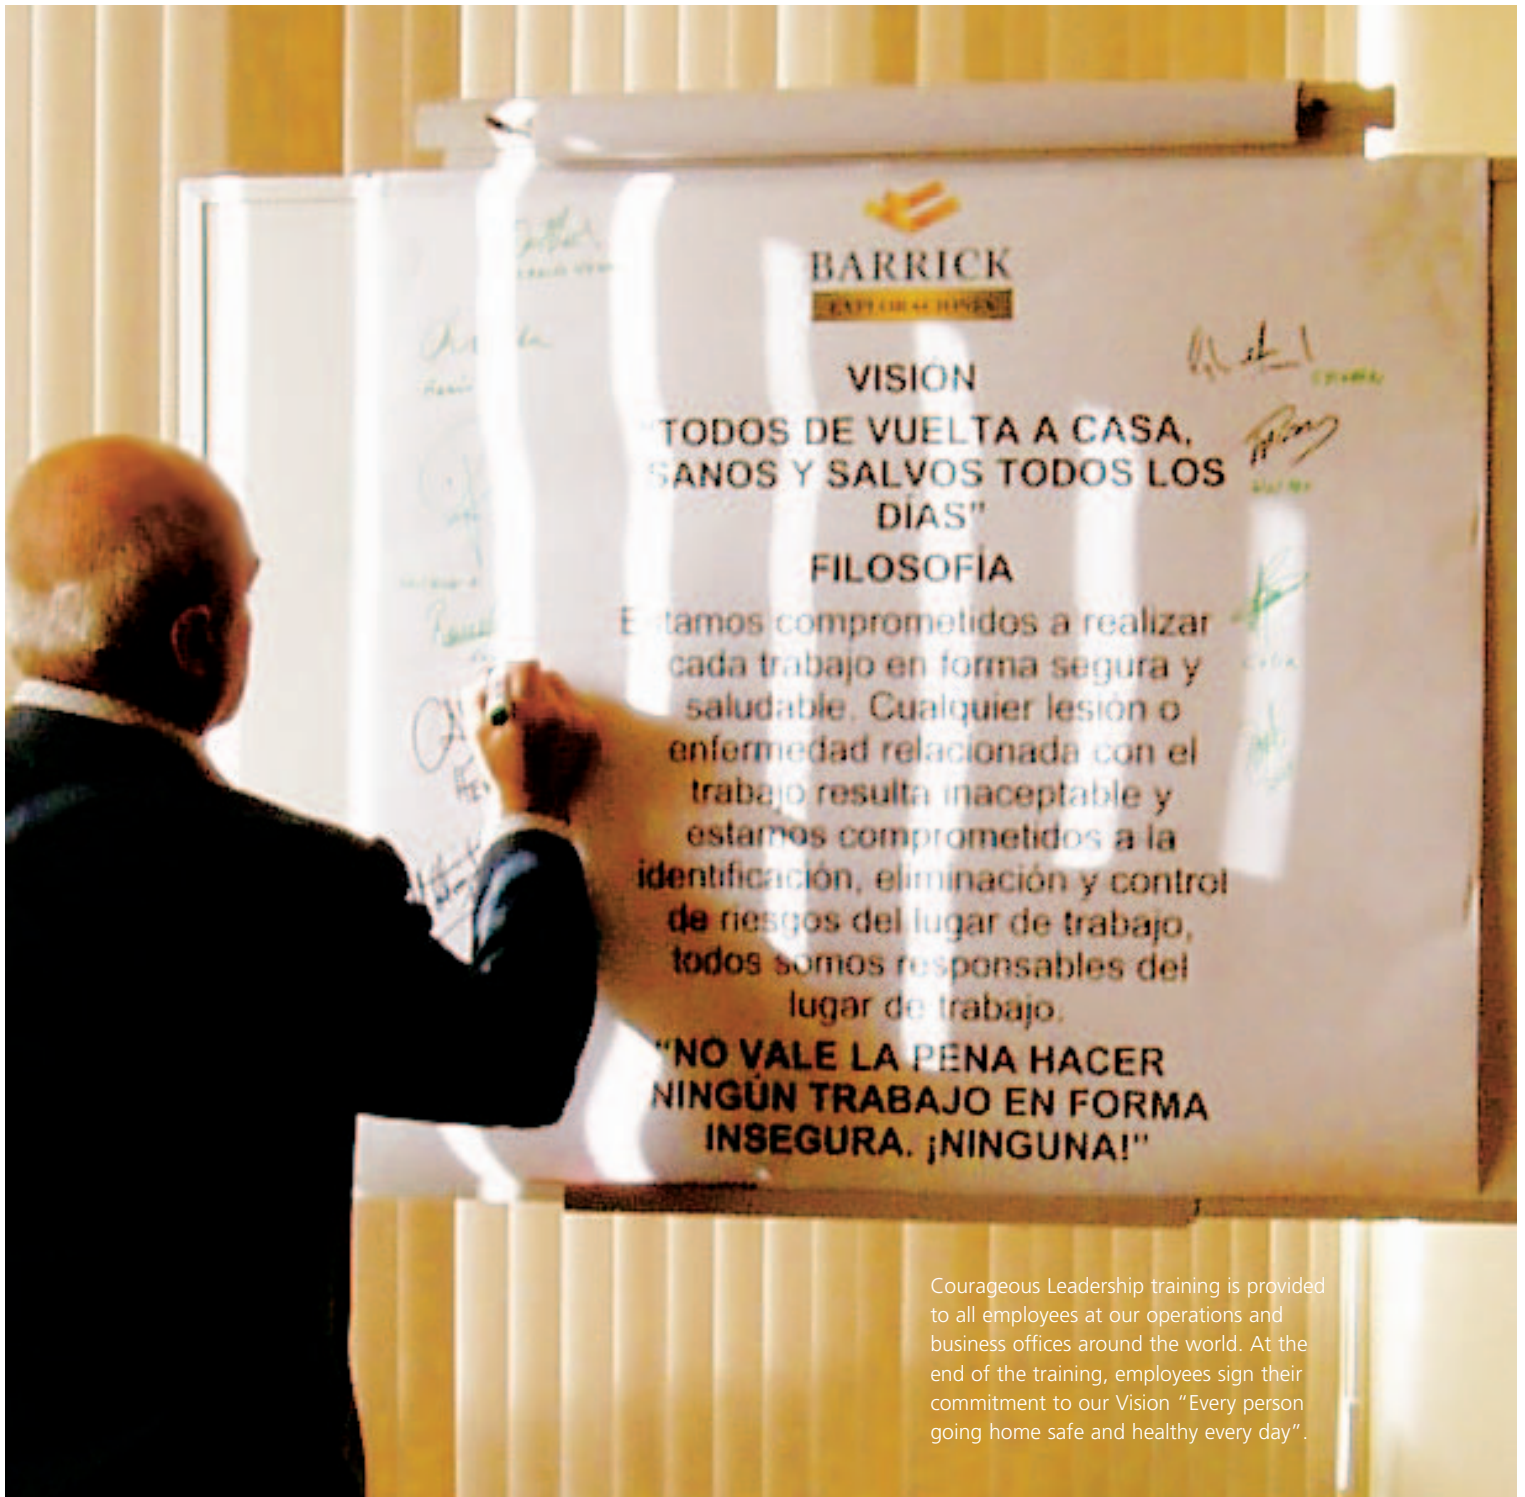 BARRICK
EXPLORACIONES
VISIÓN
"TODOS DE VUELTA A CASA,
SANOS Y SALVOS TODOS LOS
DÍAS"
FILOSOFÍA
Estamos comprometidos a realizar
cada trabajo en forma segura y
saludable. Cualquier lesión o
enfermedad relacionada con el
trabajo resulta inaceptable y
estamos comprometidos a la
identificación, eliminación y control
de riesgos del lugar de trabajo,
todos somos responsables del
lugar de trabajo.
"NO VALE LA PENA HACER
NINGÚN TRABAJO EN FORMA
INSEGURA. ¡NINGUNA!"
Courageous Leadership training is provided
to all employees at our operations and
business offices around the world. At the
end of the training, employees sign their
commitment to our Vision “Every person
going home safe and healthy every day”.